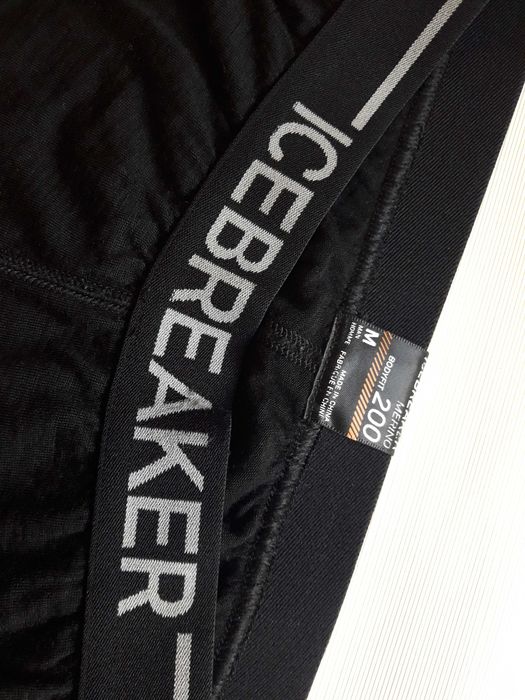 ICEBREAKER
MERINO
BODYFIT 200
M
MAN
HOMME
MADE IN CHINA
FABRIQUÉ EN CHINE